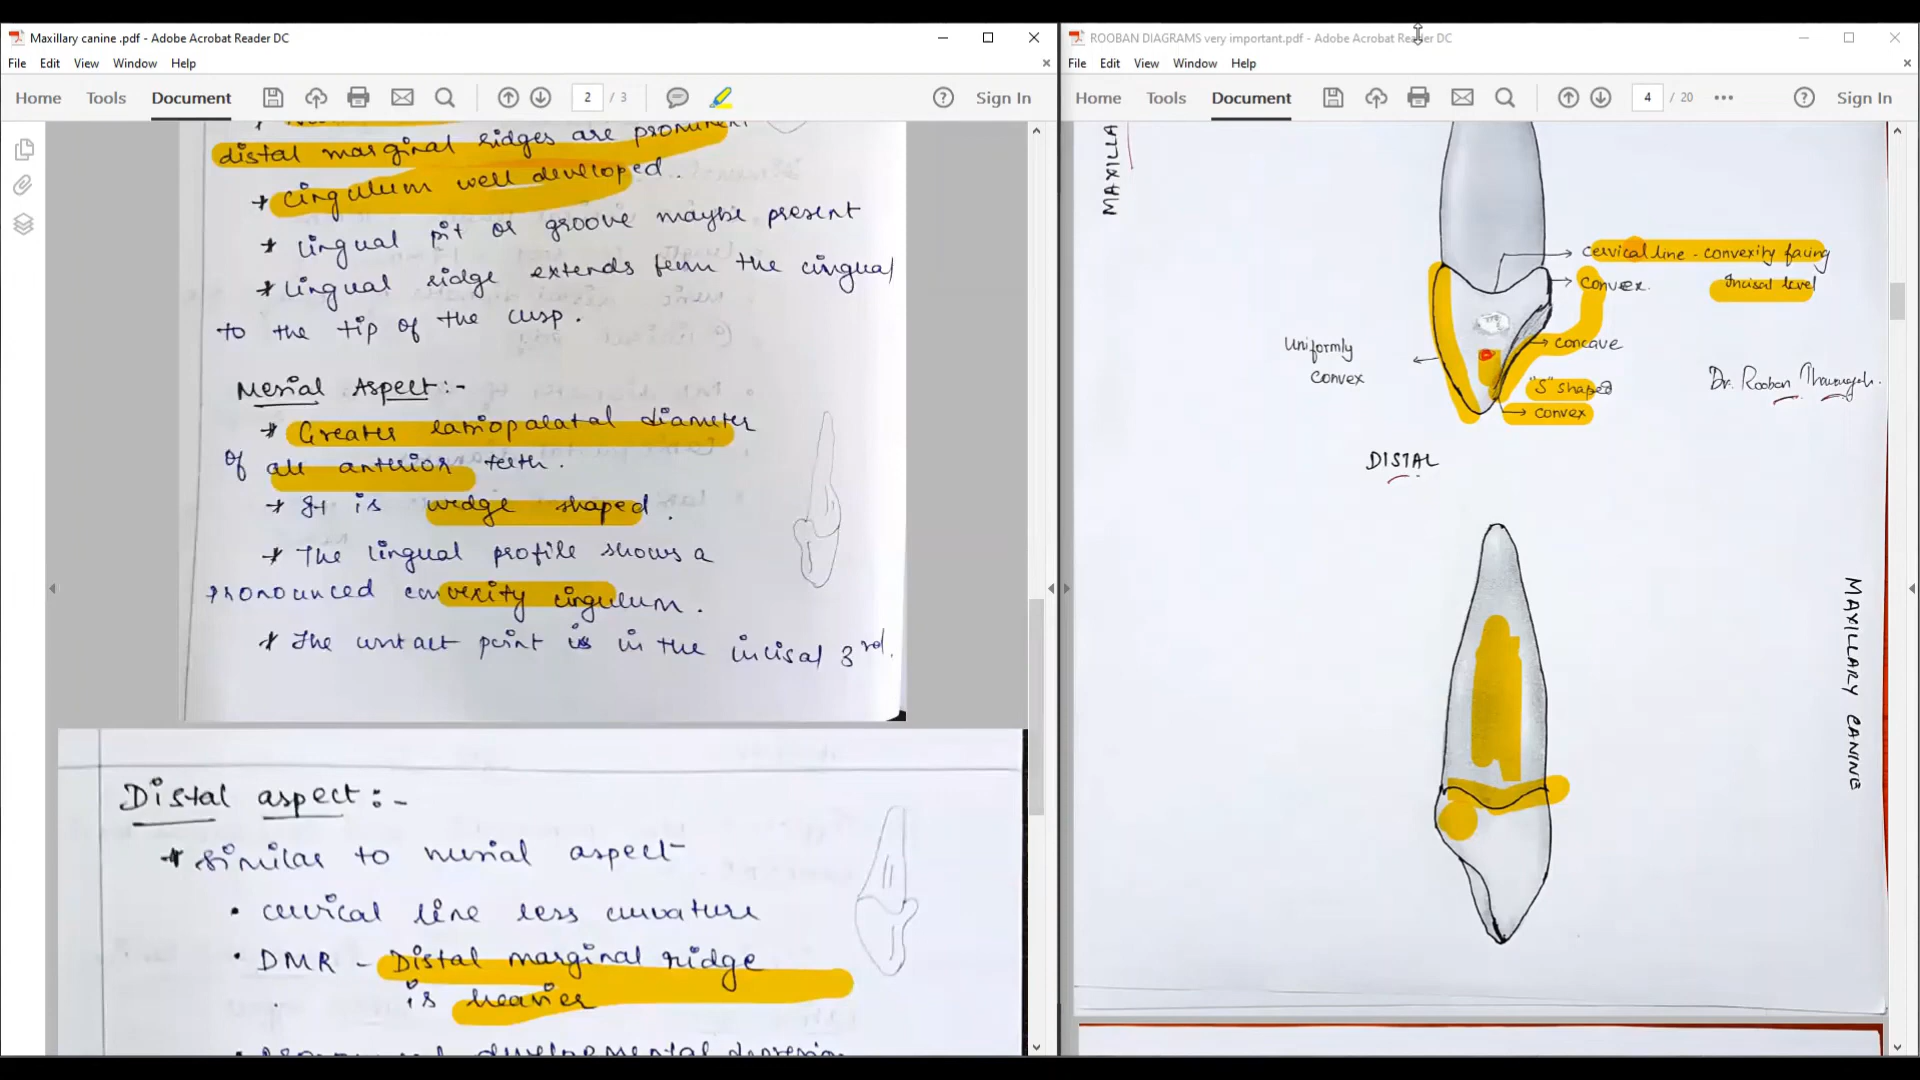 Maxillary canine .pdf - Adobe Acrobat Reader DC
File Edit View Window Help
Home Tools Document 2 / 3 Sign In
distal marginal ridges are prominent
* cingulum well developed.
* lingual pit or groove maybe present
* lingual ridge extends from the cingual
to the tip of the cusp.
Mesial Aspect:-
* Greater labiopalatal diameter
of all anterior teeth.
* It is wedge shaped.
* The lingual profile shows a
pronounced convexity cingulum.
* The contact point is in the incisal 3rd.
Distal aspect:-
* similar to mesial aspect
• cervical line less curvature
• DMR - Distal marginal ridge
is heavier
developmental depression
ROOBAN DIAGRAMS very important.pdf - Adobe Acrobat Reader DC
File Edit View Window Help
Home Tools Document 4 / 20 Sign In
MAXILLA
Cervical line - convexity facing
Incisal level
Convex.
Concave
Uniformly
Convex
"S" shaped
Convex
Dr. Rooban Thavarajah.
DISTAL
MAXILLARY CANINE